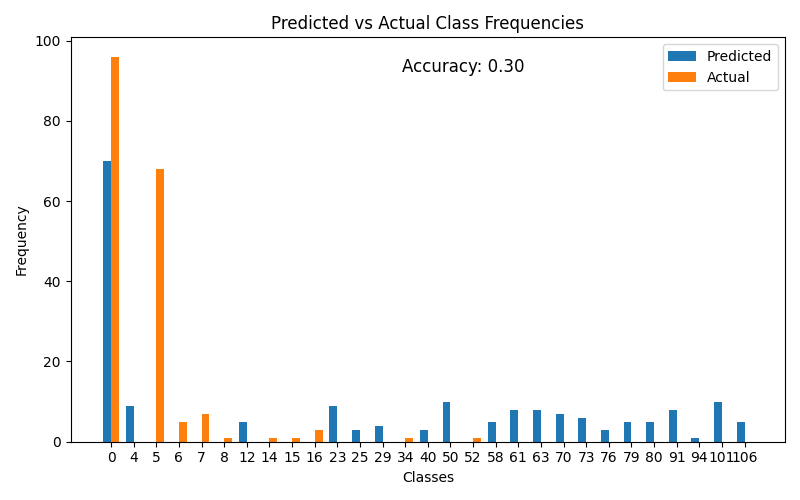 Predicted vs Actual Class Frequencies
Accuracy: 0.30
Predicted
Actual
Frequency
100
80
60
40
20
0
0 4 5 6 7 8 12 14 15 16 23 25 29 34 40 50 52 58 61 63 70 73 76 79 80 91 94 101 106
Classes